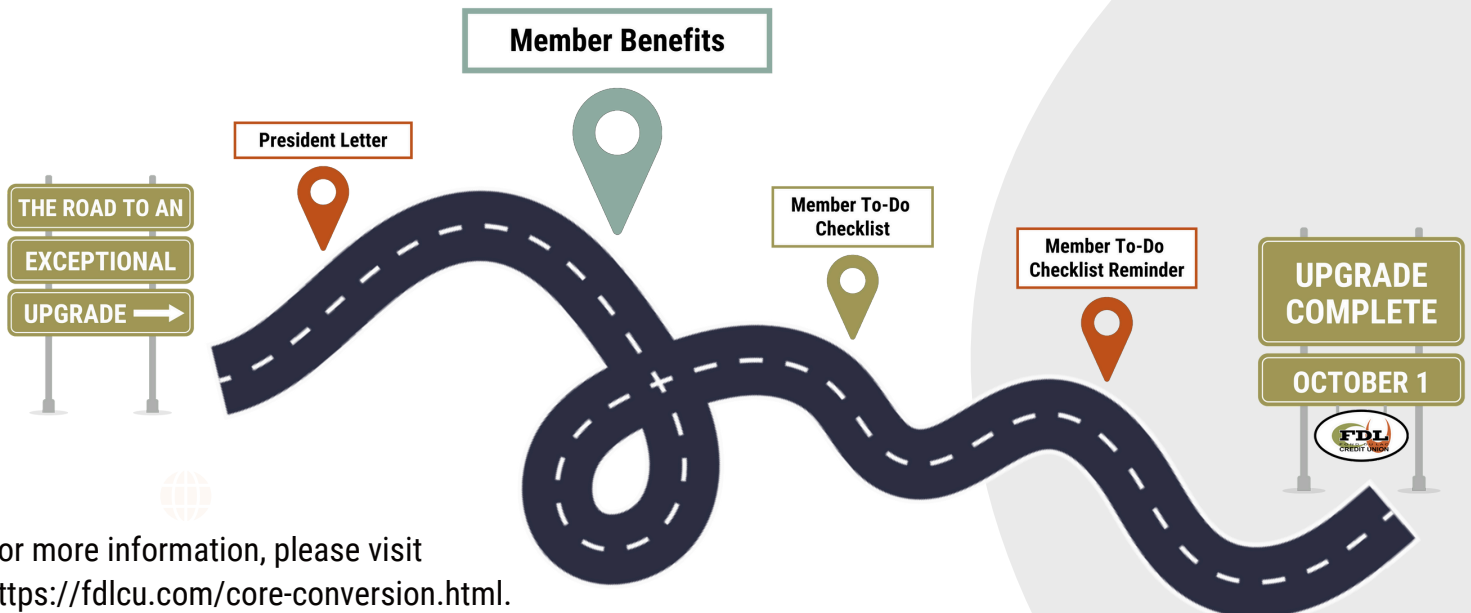 Member Benefits
President Letter
THE ROAD TO AN
EXCEPTIONAL
UPGRADE
Member To-Do
Checklist
Member To-Do
Checklist Reminder
UPGRADE
COMPLETE
OCTOBER 1
FDL
CREDIT UNION
or more information, please visit
ttps://fdlcu.com/core-conversion.html.